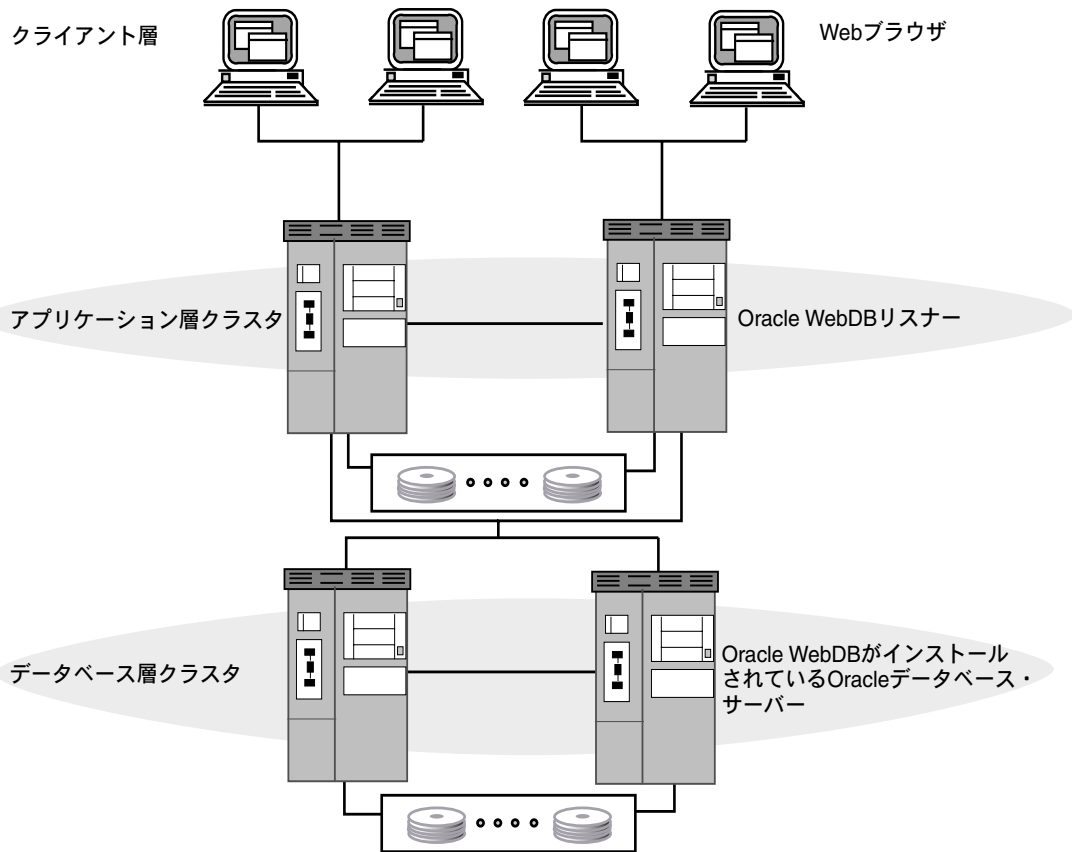 クライアント層
Webブラウザ
アプリケーション層クラスタ
Oracle WebDBリスナー
データベース層クラスタ
Oracle WebDBがインストール
されているOracleデータベース・
サーバー